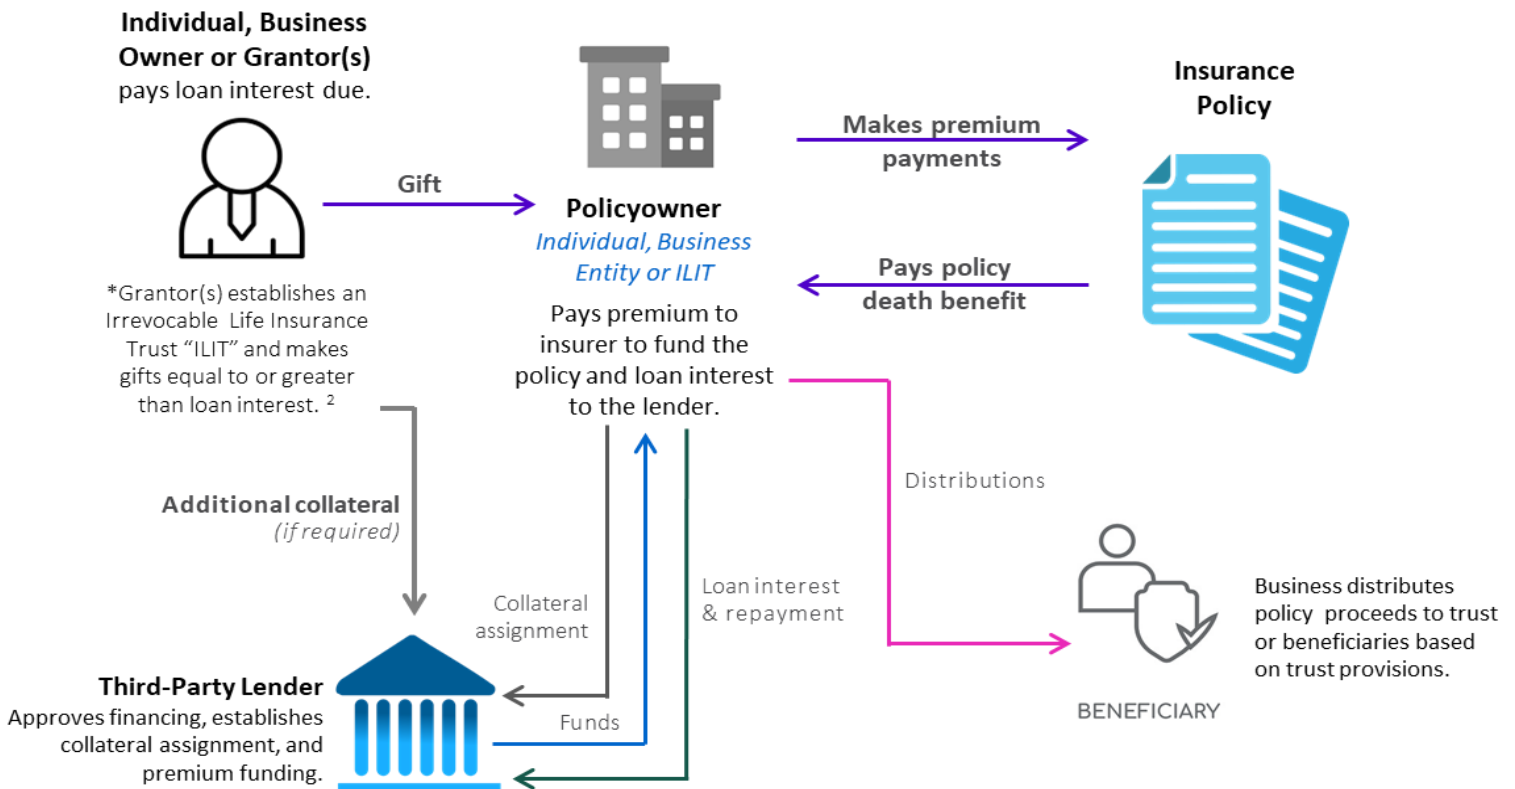 Individual, Business
Owner or Grantor(s)
pays loan interest due.
*Grantor(s) establishes an
Irrevocable Life Insurance
Trust “ILIT” and makes
gifts equal to or greater
than loan interest. 2
Gift
Policyowner
Individual, Business
Entity or ILIT
Pays premium to
insurer to fund the
policy and loan interest
to the lender.
Makes premium
payments
Pays policy
death benefit
Insurance
Policy
Additional collateral
(if required)
Collateral
assignment
Funds
Loan interest
& repayment
Distributions
Third-Party Lender
Approves financing, establishes
collateral assignment, and
premium funding.
BENEFICIARY
Business distributes
policy proceeds to trust
or beneficiaries based
on trust provisions.